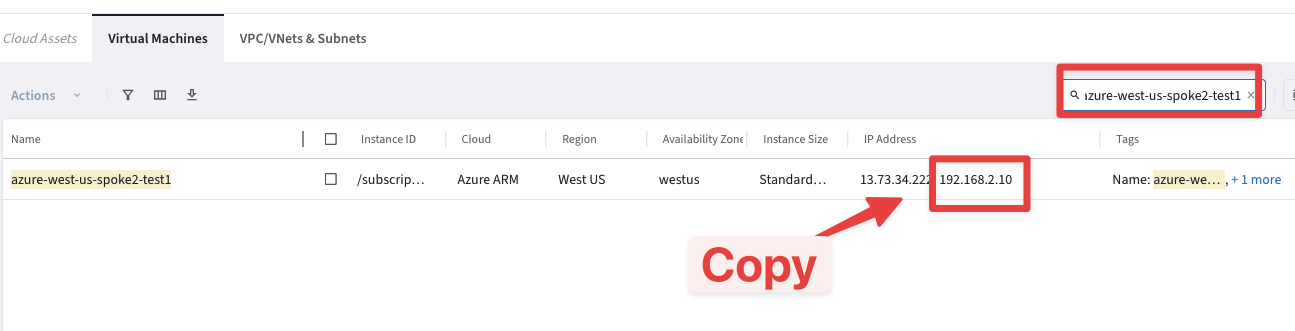 Cloud Assets Virtual Machines VPC/VNets & Subnets
Actions azure-west-us-spoke2-test1
Name Instance ID Cloud Region Availability Zone Instance Size IP Address Tags
azure-west-us-spoke2-test1 /subscrip... Azure ARM West US westus Standard... 13.73.34.222 192.168.2.10 Name: azure-we... , + 1 more
Copy